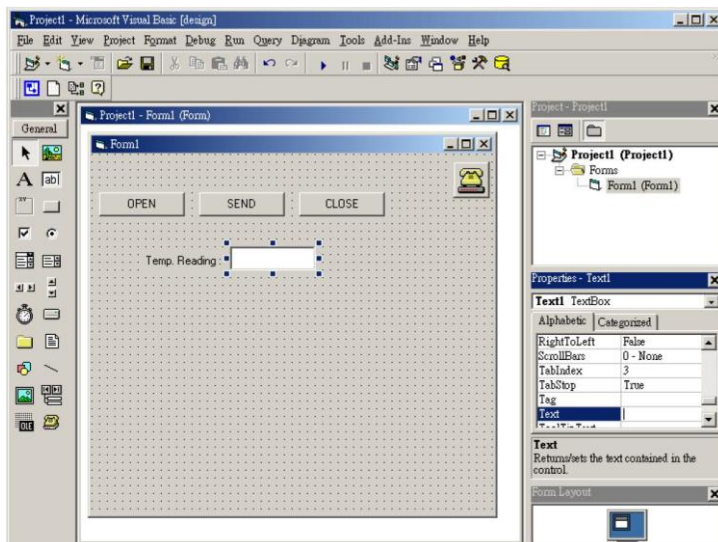 Project1 - Microsoft Visual Basic [design]
File Edit View Project Format Debug Run Query Diagram Tools Add-Ins Window Help
General
A
ab|
OLE
Project1 - Form1 (Form)
Form1
OPEN SEND CLOSE
Temp. Reading :
Project - Project1
Project1 (Project1)
Forms
Form1 (Form1)
Properties - Text1
Text1 TextBox
Alphabetic Categorized
RightToLeft False
ScrollBars 0 - None
TabIndex 3
TabStop True
Tag
Text
ToolTipText
Text
Returns/sets the text contained in the
control.
Form Layout